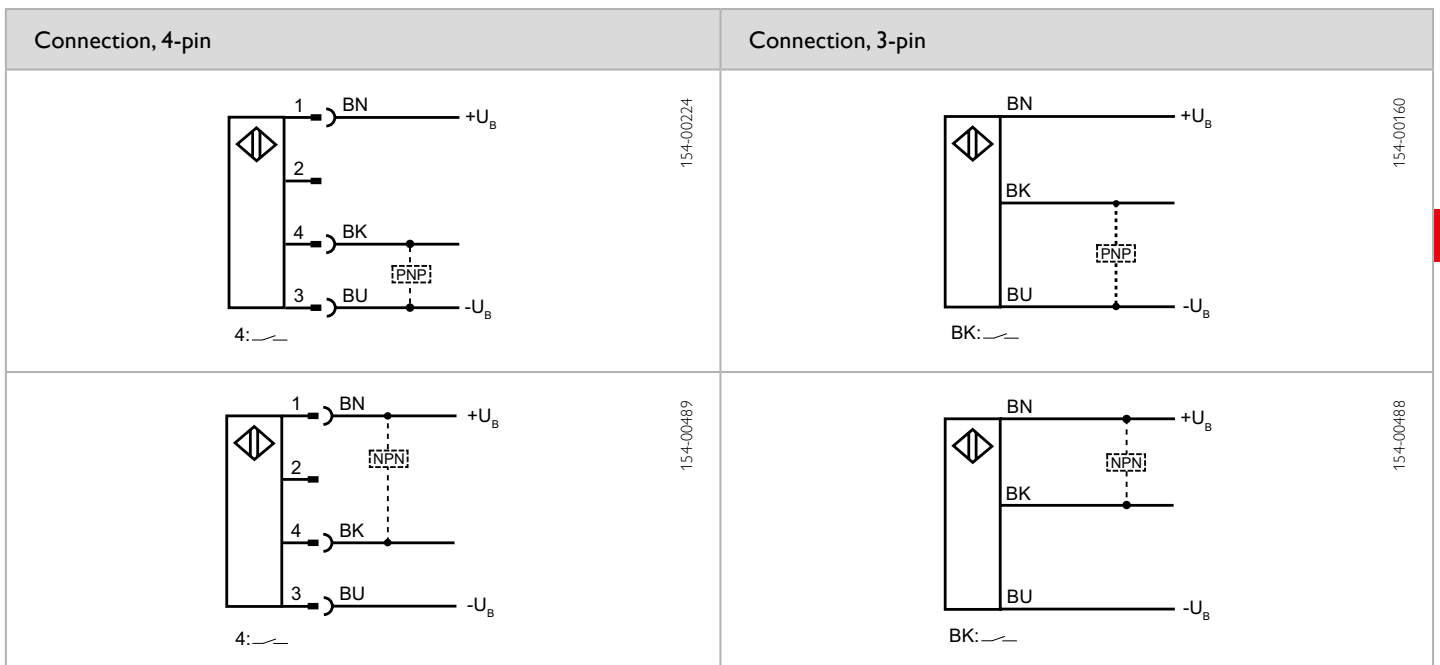 Connection, 4-pin
Connection, 3-pin
1 BN +U_B
2
4 BK
PNP
3 BU -U_B
4:
154-00224
BN +U_B
BK
PNP
BU -U_B
BK:
154-00160
1 BN +U_B
NPN
2
4 BK
3 BU -U_B
4:
154-00489
BN +U_B
NPN
BK
BU -U_B
BK:
154-00488